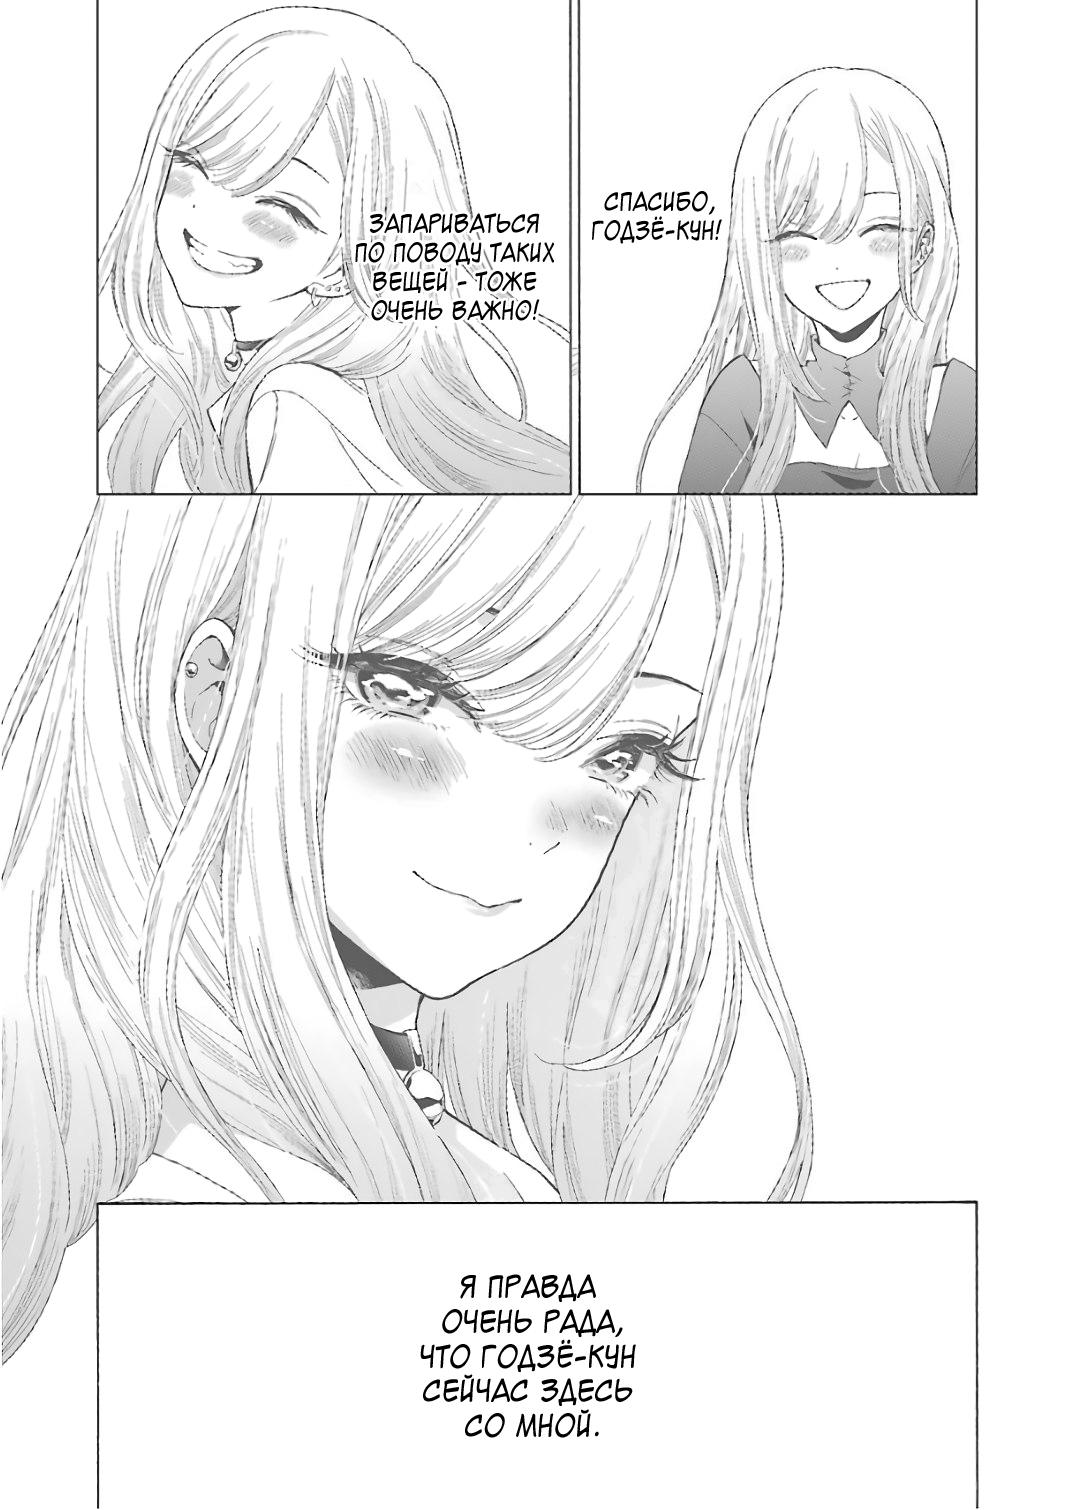 СПАСИБО,
ГОДЗЁ-КУН!
ЗАПАРИВАТЬСЯ
ПО ПОВОДУ ТАКИХ
ВЕЩЕЙ - ТОЖЕ
ОЧЕНЬ ВАЖНО!
Я ПРАВДА
ОЧЕНЬ РАДА,
ЧТО ГОДЗЁ-КУН
СЕЙЧАС ЗДЕСЬ
СО МНОЙ.